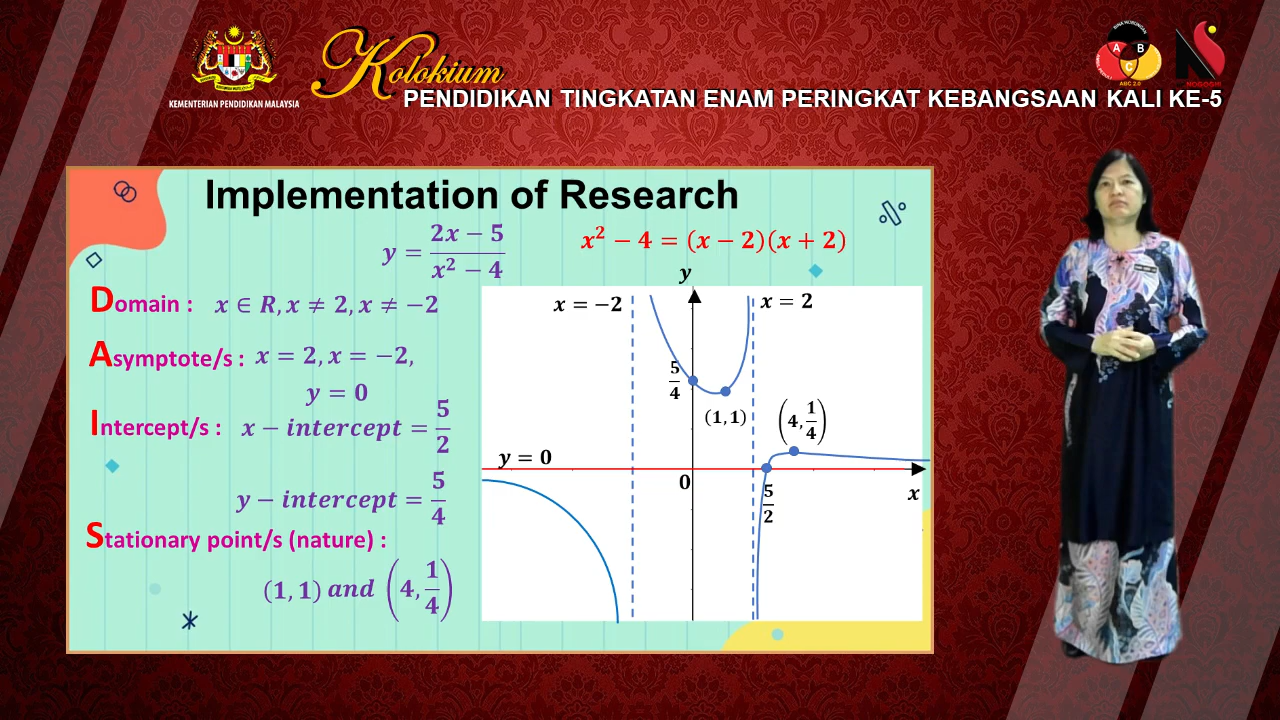 KEMENTERIAN PENDIDIKAN MALAYSIA
Kolokium
PENDIDIKAN TINGKATAN ENAM PERINGKAT KEBANGSAAN KALI KE-5
A B
C
ABC 2.0
Implementation of Research
y = (2x − 5)/(x² − 4)
x² − 4 = (x − 2)(x + 2)
Domain : x ∈ R, x ≠ 2, x ≠ −2
Asymptote/s : x = 2, x = −2,
y = 0
Intercept/s : x − intercept = 5/2
y − intercept = 5/4
Stationary point/s (nature) :
(1, 1) and (4, 1/4)
y
x = −2
x = 2
5/4
(1, 1)
(4, 1/4)
y = 0
0
5/2
x